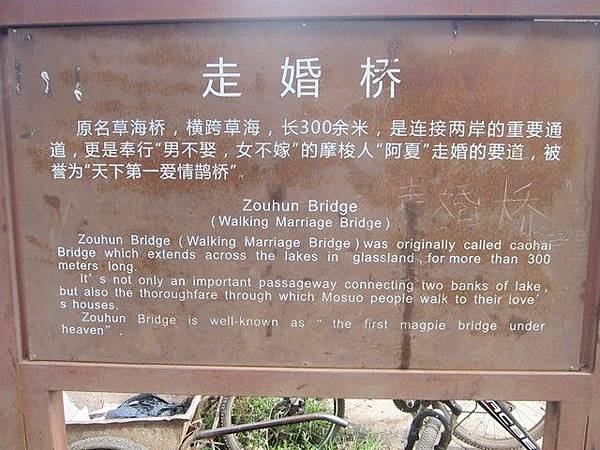 走婚桥
原名草海桥，横跨草海，长300余米，是连接两岸的重要通
道，更是奉行“男不娶，女不嫁”的摩梭人“阿夏”走婚的要道，被
誉为“天下第一爱情鹊桥”。
Zouhun Bridge
(Walking Marriage Bridge)
Zouhun Bridge (Walking Marriage Bridge) was originally called caohai
Bridge which extends across the lakes in glassland, for more than 300
meters long.
It's not only an important passageway connecting two banks of lake,
but also the thoroughfare through which Mosuo people walk to their love'
s houses.
Zouhun Bridge is well-known as “ the first magpie bridge under
heaven” .
走婚桥